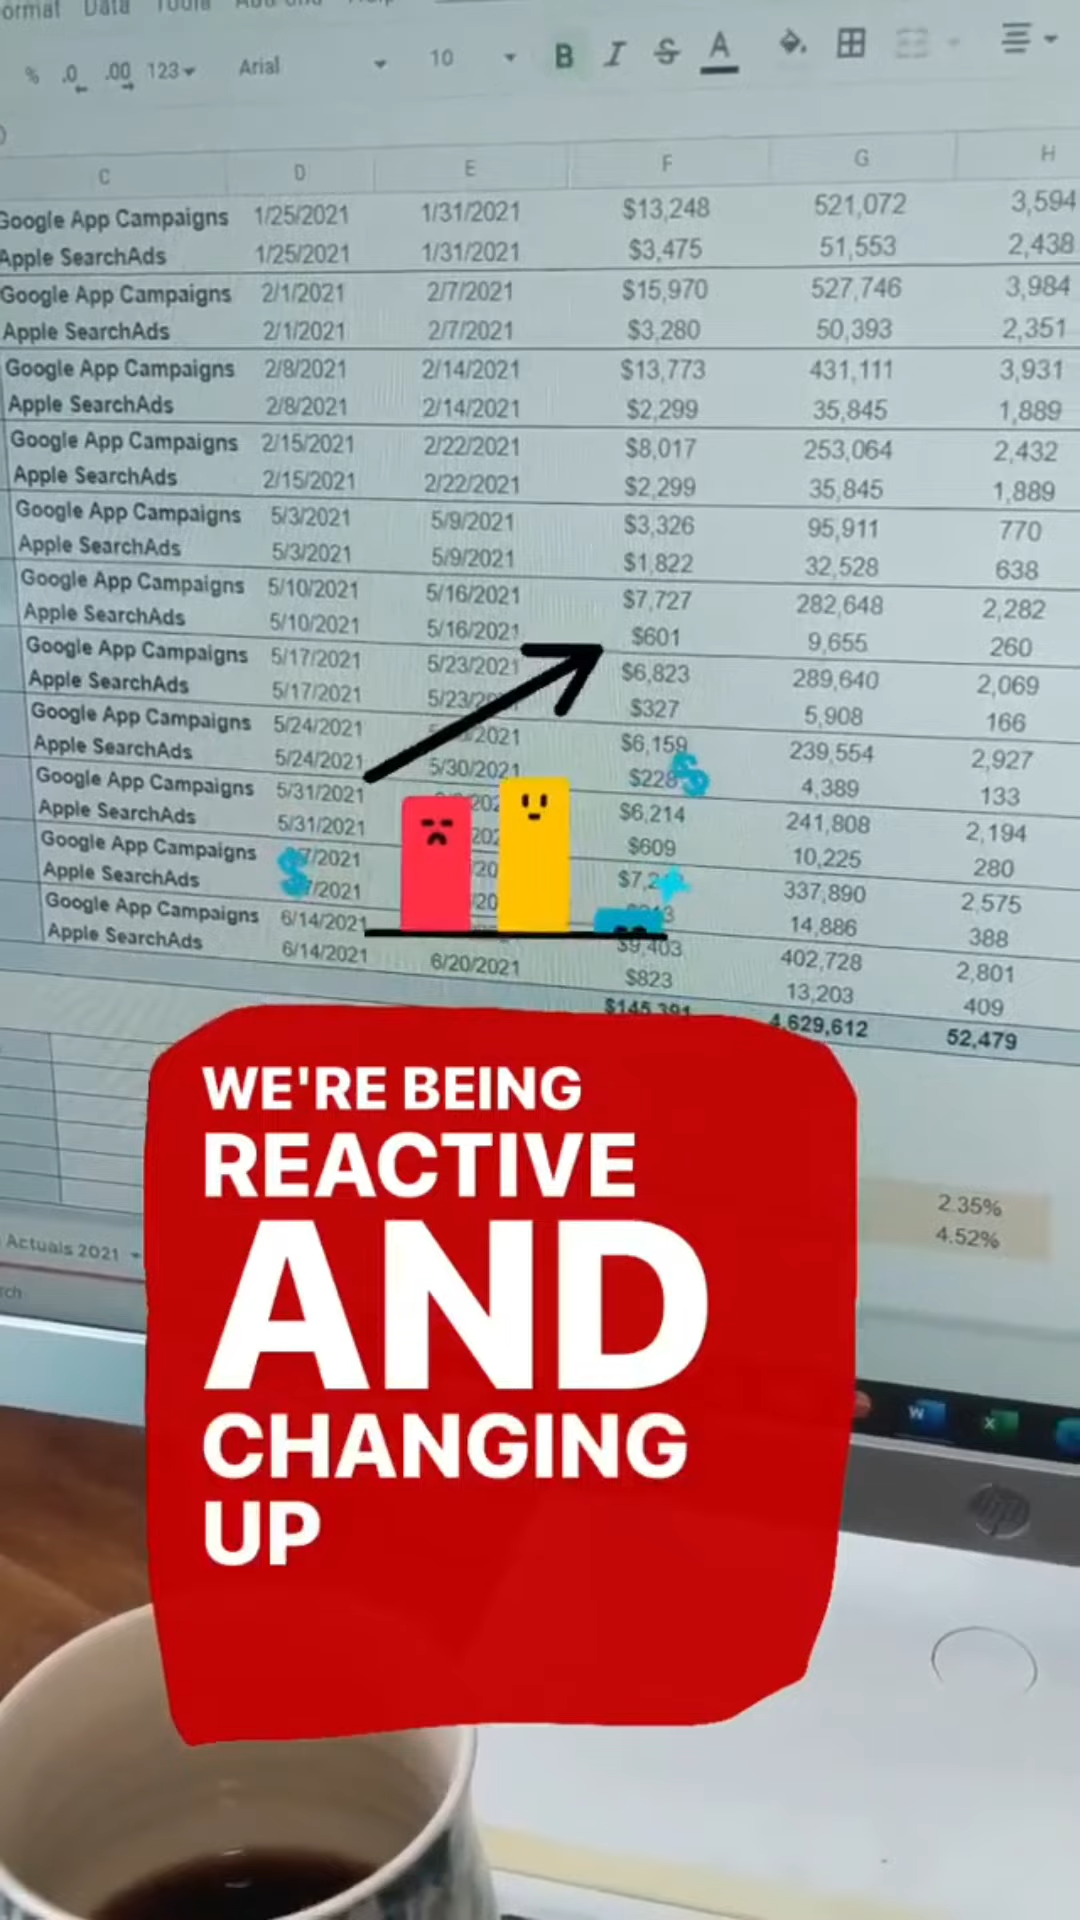 Data
% .0 .00 123 Arial 10 B I S A
C D E F G H
Google App Campaigns 1/25/2021 1/31/2021 $13,248 521,072 3,594
Apple SearchAds 1/25/2021 1/31/2021 $3,475 51,553 2,438
Google App Campaigns 2/1/2021 2/7/2021 $15,970 527,746 3,984
Apple SearchAds 2/1/2021 2/7/2021 $3,280 50,393 2,351
Google App Campaigns 2/8/2021 2/14/2021 $13,773 431,111 3,931
Apple SearchAds 2/8/2021 2/14/2021 $2,299 35,845 1,889
Google App Campaigns 2/15/2021 2/22/2021 $8,017 253,064 2,432
Apple SearchAds 2/15/2021 2/22/2021 $2,299 35,845 1,889
Google App Campaigns 5/3/2021 5/9/2021 $3,326 95,911 770
Apple SearchAds 5/3/2021 5/9/2021 $1,822 32,528 638
Google App Campaigns 5/10/2021 5/16/2021 $7,727 282,648 2,282
Apple SearchAds 5/10/2021 5/16/2021 $601 9,655 260
Google App Campaigns 5/17/2021 5/23/2021 $6,823 289,640 2,069
Apple SearchAds 5/17/2021 $327 5,908 166
Google App Campaigns 5/24/2021 $6,159 239,554 2,927
Apple SearchAds 5/24/2021 5/30/2021 $228 4,389 133
Google App Campaigns 5/31/2021 $6,214 241,808 2,194
Apple SearchAds 5/31/2021 $609 10,225 280
Google App Campaigns 337,890 2,575
Apple SearchAds 14,886 388
Google App Campaigns 6/14/2021 $9,403 402,728 2,801
Apple SearchAds 6/14/2021 6/20/2021 $823 13,203 409
$145,391 4,629,612 52,479
2.35%
4.52%
Actuals 2021
WE'RE BEING
REACTIVE
AND
CHANGING
UP
hp